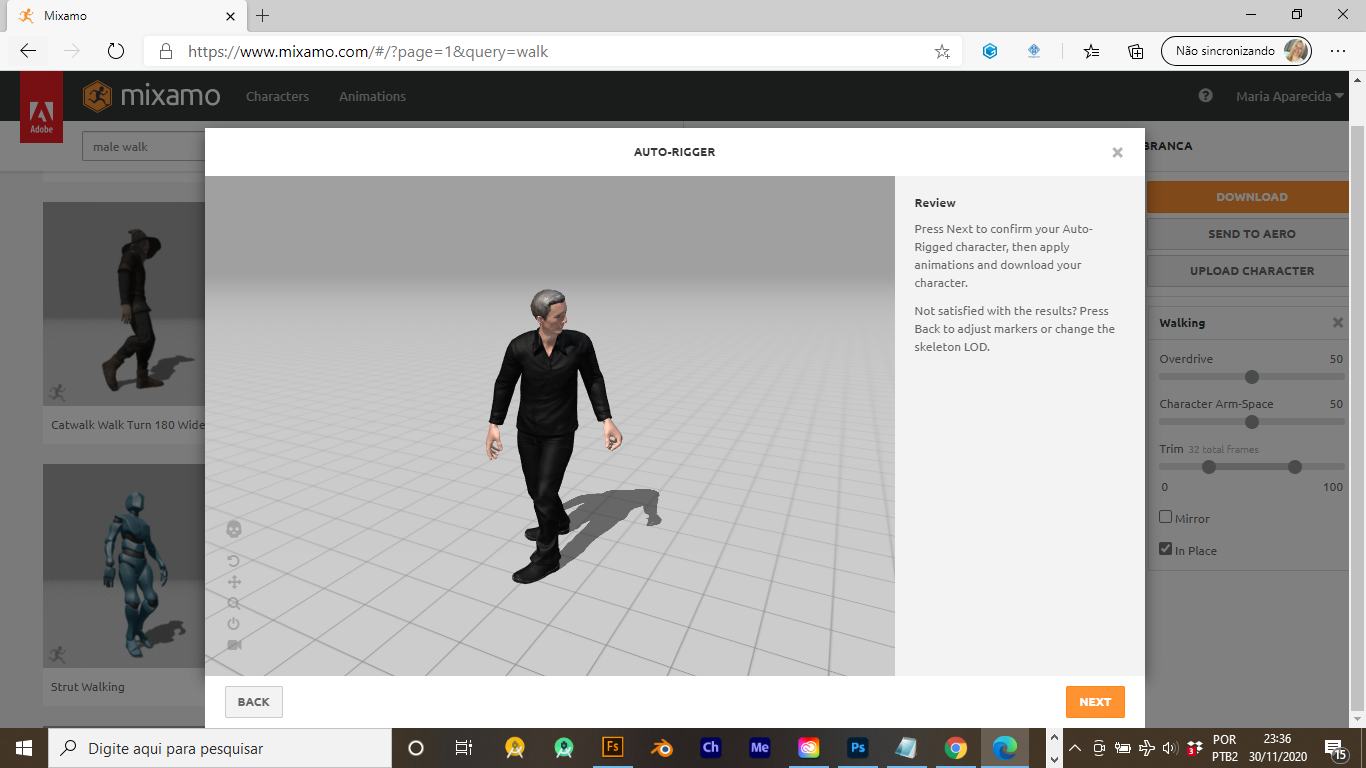 Mixamo
https://www.mixamo.com/#/?page=1&query=walk
Não sincronizando
Adobe
mixamo
Characters
Animations
Maria Aparecida
male walk
AUTO-RIGGER
BRANCA
Review
Press Next to confirm your Auto-
Rigged character, then apply
animations and download your
character.
Not satisfied with the results? Press
Back to adjust markers or change the
skeleton LOD.
DOWNLOAD
SEND TO AERO
UPLOAD CHARACTER
Walking
Overdrive 50
Character Arm-Space 50
Trim 32 total frames
0 100
Mirror
In Place
Catwalk Walk Turn 180 Wide
Strut Walking
BACK
NEXT
Digite aqui para pesquisar
Fs
Ch
Me
Ps
3
POR
PTB2
23:36
30/11/2020
15